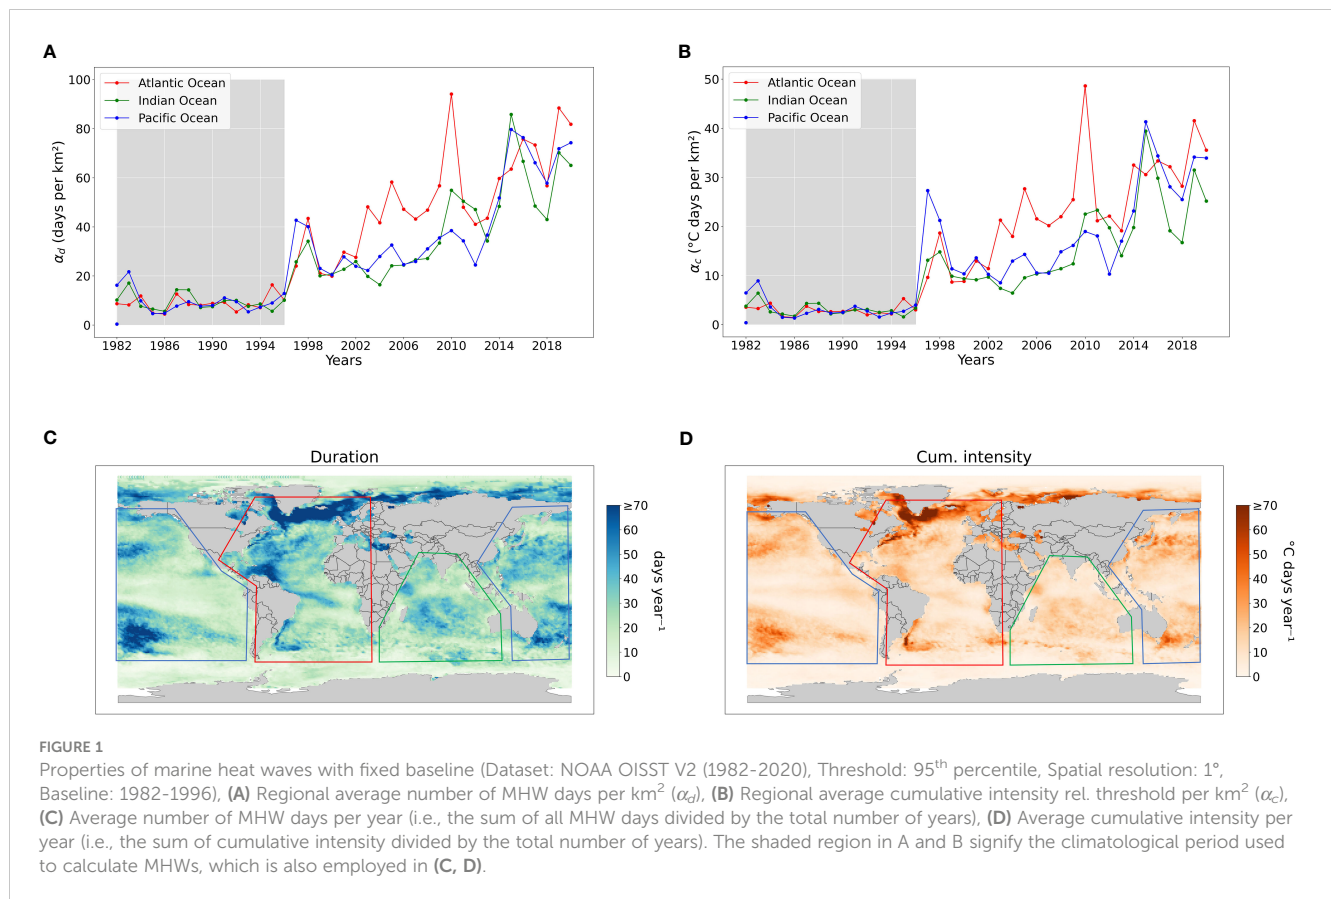 A
B
100
80
60
40
20
0
α_d (days per km²)
Atlantic Ocean
Indian Ocean
Pacific Ocean
1982 1986 1990 1994 1998 2002 2006 2010 2014 2018
Years
50
40
30
20
10
0
α_c (°C days per km²)
Atlantic Ocean
Indian Ocean
Pacific Ocean
1982 1986 1990 1994 1998 2002 2006 2010 2014 2018
Years
C
D
Duration
≥70
60
50
40
30
20
10
0
days year⁻¹
Cum. intensity
≥70
60
50
40
30
20
10
0
°C days year⁻¹
FIGURE 1
Properties of marine heat waves with fixed baseline (Dataset: NOAA OISST V2 (1982-2020), Threshold: 95th percentile, Spatial resolution: 1°,
Baseline: 1982-1996), (A) Regional average number of MHW days per km² (α_d), (B) Regional average cumulative intensity rel. threshold per km² (α_c),
(C) Average number of MHW days per year (i.e., the sum of all MHW days divided by the total number of years), (D) Average cumulative intensity per
year (i.e., the sum of cumulative intensity divided by the total number of years). The shaded region in A and B signify the climatological period used
to calculate MHWs, which is also employed in (C, D).